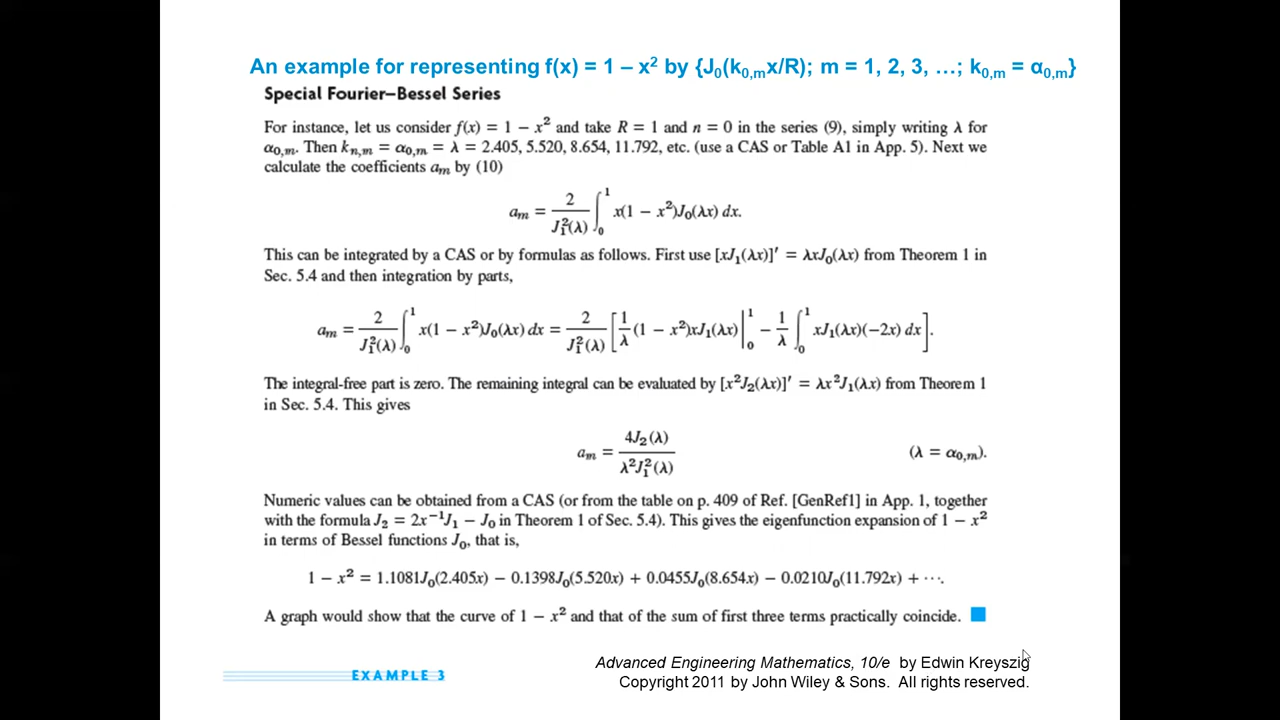 An example for representing f(x) = 1 – x² by {J₀(k₀,ₘx/R); m = 1, 2, 3, …; k₀,ₘ = α₀,ₘ}
Special Fourier–Bessel Series
For instance, let us consider f(x) = 1 − x² and take R = 1 and n = 0 in the series (9), simply writing λ for
α₀,ₘ. Then kₙ,ₘ = α₀,ₘ = λ = 2.405, 5.520, 8.654, 11.792, etc. (use a CAS or Table A1 in App. 5). Next we
calculate the coefficients aₘ by (10)
aₘ = 2/J₁²(λ) ∫₀¹ x(1 − x²)J₀(λx) dx.
This can be integrated by a CAS or by formulas as follows. First use [xJ₁(λx)]′ = λxJ₀(λx) from Theorem 1 in
Sec. 5.4 and then integration by parts,
aₘ = 2/J₁²(λ) ∫₀¹ x(1 − x²)J₀(λx) dx = 2/J₁²(λ) [1/λ (1 − x²)xJ₁(λx)|₀¹ − 1/λ ∫₀¹ xJ₁(λx)(−2x) dx].
The integral-free part is zero. The remaining integral can be evaluated by [x²J₂(λx)]′ = λx²J₁(λx) from Theorem 1
in Sec. 5.4. This gives
aₘ = 4J₂(λ)/λ²J₁²(λ) (λ = α₀,ₘ).
Numeric values can be obtained from a CAS (or from the table on p. 409 of Ref. [GenRef1] in App. 1, together
with the formula J₂ = 2x⁻¹J₁ − J₀ in Theorem 1 of Sec. 5.4). This gives the eigenfunction expansion of 1 − x²
in terms of Bessel functions J₀, that is,
1 − x² = 1.1081J₀(2.405x) − 0.1398J₀(5.520x) + 0.0455J₀(8.654x) − 0.0210J₀(11.792x) + ⋯.
A graph would show that the curve of 1 − x² and that of the sum of first three terms practically coincide.
EXAMPLE 3
Advanced Engineering Mathematics, 10/e by Edwin Kreyszig
Copyright 2011 by John Wiley & Sons. All rights reserved.